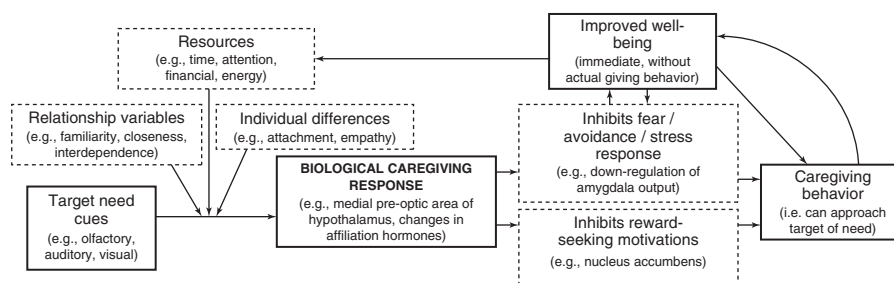 Resources
(e.g., time, attention,
financial, energy)
Improved well-
being
(immediate, without
actual giving behavior)
Relationship variables
(e.g., familiarity, closeness,
interdependence)
Individual differences
(e.g., attachment, empathy)
Target need
cues
(e.g., olfactory,
auditory, visual)
BIOLOGICAL CAREGIVING
RESPONSE
(e.g., medial pre-optic area of
hypothalamus, changes in
affiliation hormones)
Inhibits fear /
avoidance / stress
response
(e.g., down-regulation of
amygdala output)
Inhibits reward-
seeking motivations
(e.g., nucleus accumbens)
Caregiving
behavior
(i.e. can approach
target of need)